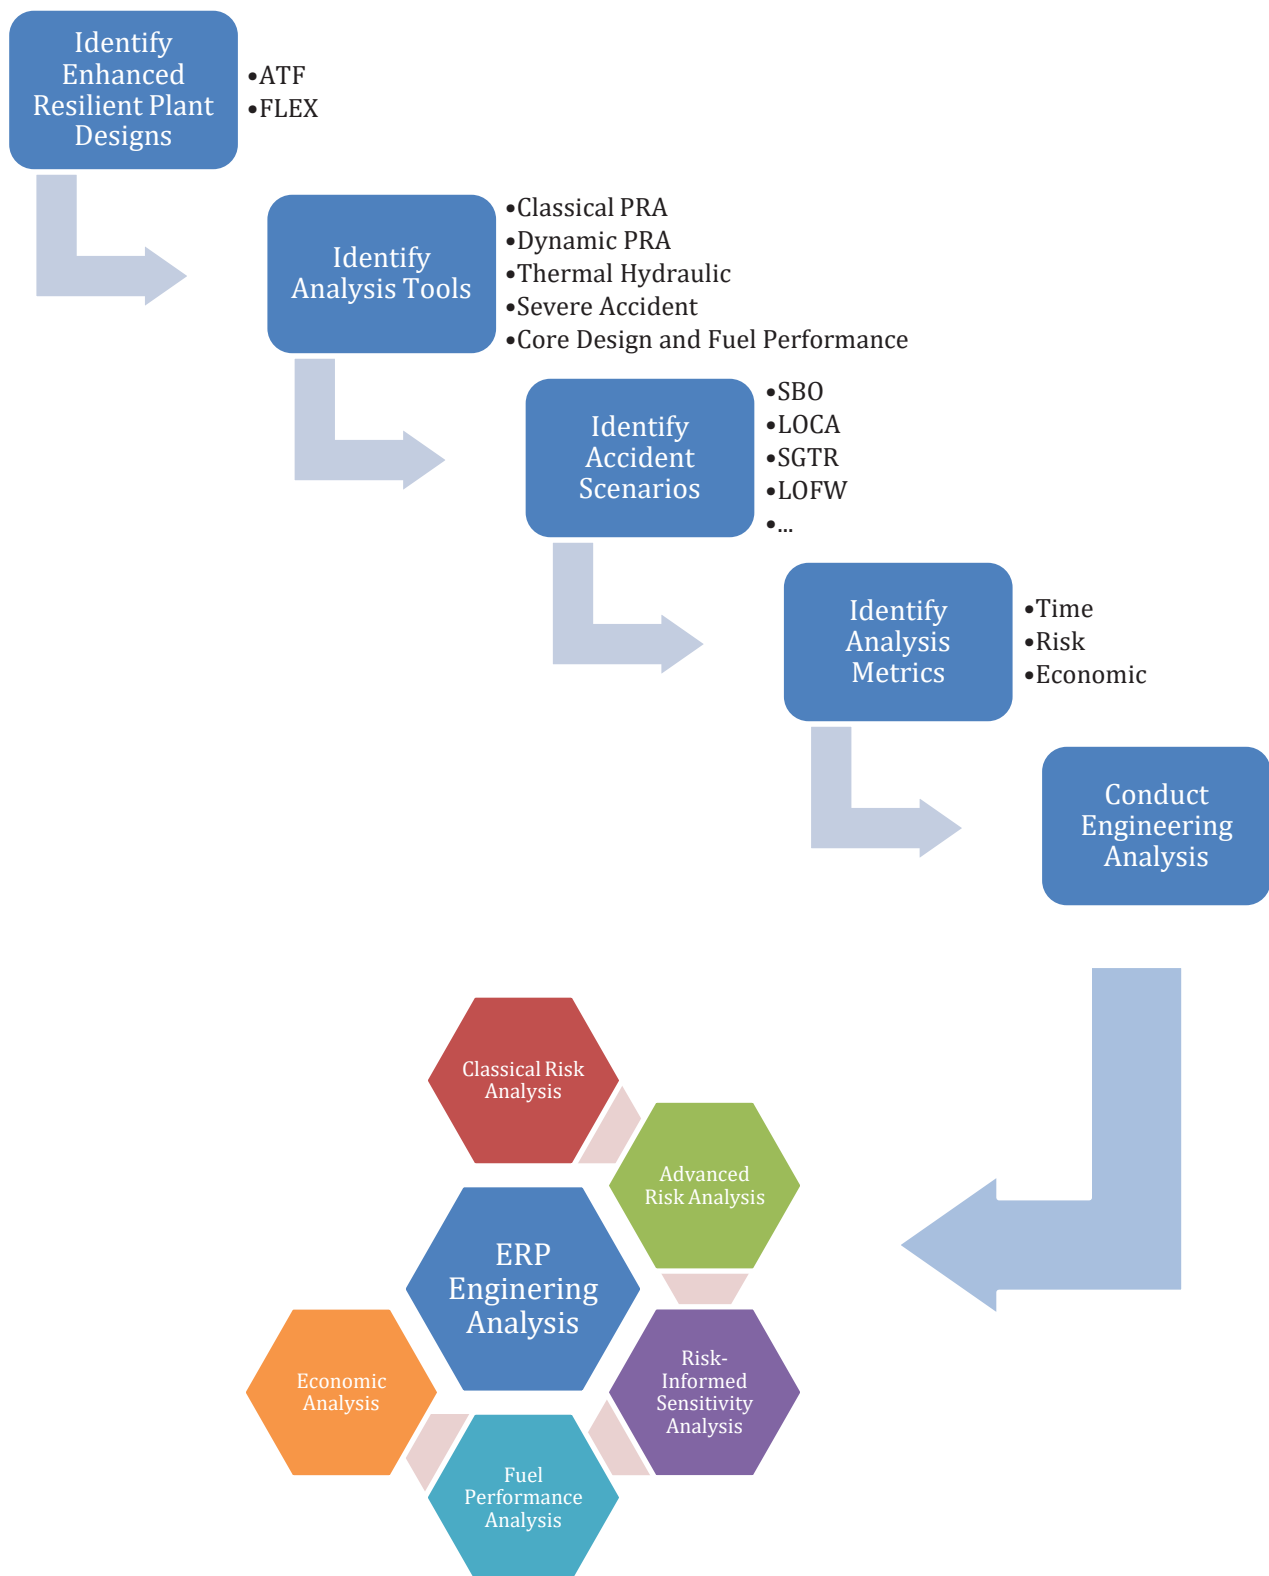 Identify
Enhanced
Resilient Plant
Designs
•ATF
•FLEX
Identify
Analysis Tools
•Classical PRA
•Dynamic PRA
•Thermal Hydraulic
•Severe Accident
•Core Design and Fuel Performance
Identify
Accident
Scenarios
•SBO
•LOCA
•SGTR
•LOFW
•...
Identify
Analysis
Metrics
•Time
•Risk
•Economic
Conduct
Engineering
Analysis
Classical Risk
Analysis
Advanced
Risk Analysis
ERP
Enginering
Analysis
Risk-
Informed
Sensitivity
Analysis
Economic
Analysis
Fuel
Performance
Analysis